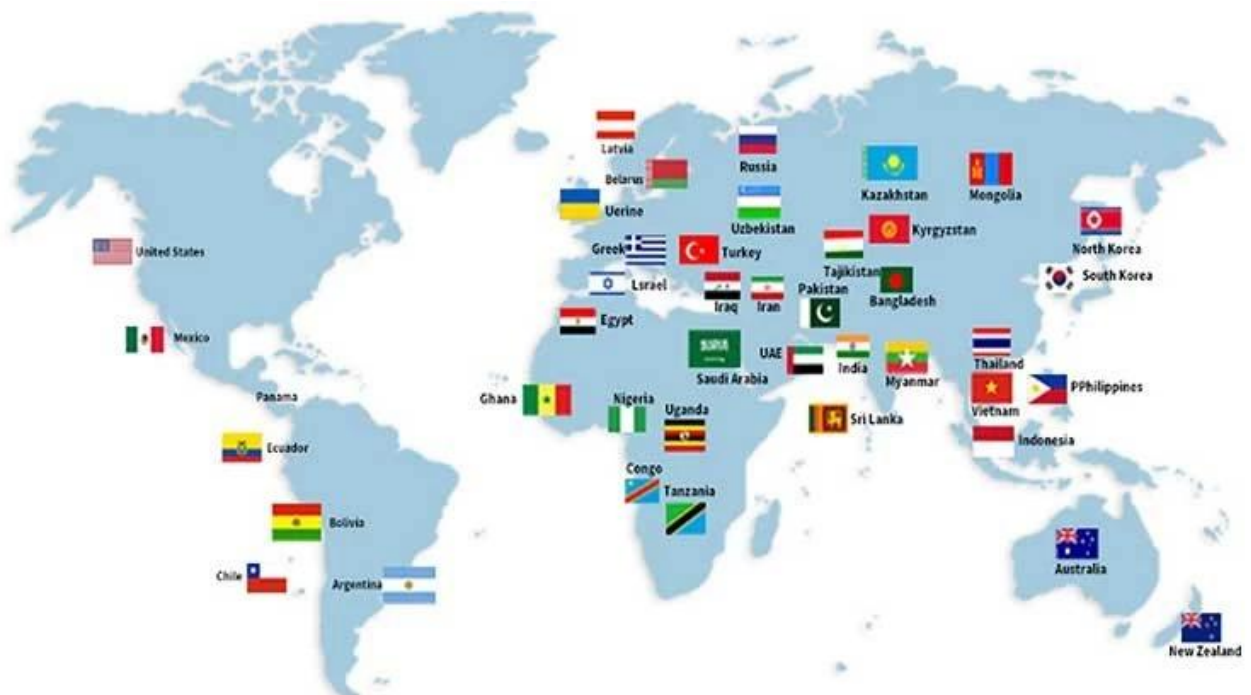 Latvia
Russia
Belarus
Kazakhstan
Mongolia
Uerine
Uzbekistan
Kyrgyzstan
North Korea
United States
Greek
Turkey
Tajikistan
South Korea
Lsrael
Iraq
Iran
Pakistan
Bangladesh
Egypt
Mexico
Saudi Arabia
UAE
India
Myanmar
Thailand
Panama
Ghana
Nigeria
Uganda
Sri Lanka
Vietnam
PPhilippines
Ecuador
Indonesia
Congo
Tanzania
Bolivia
Chile
Argentina
Australia
New Zealand